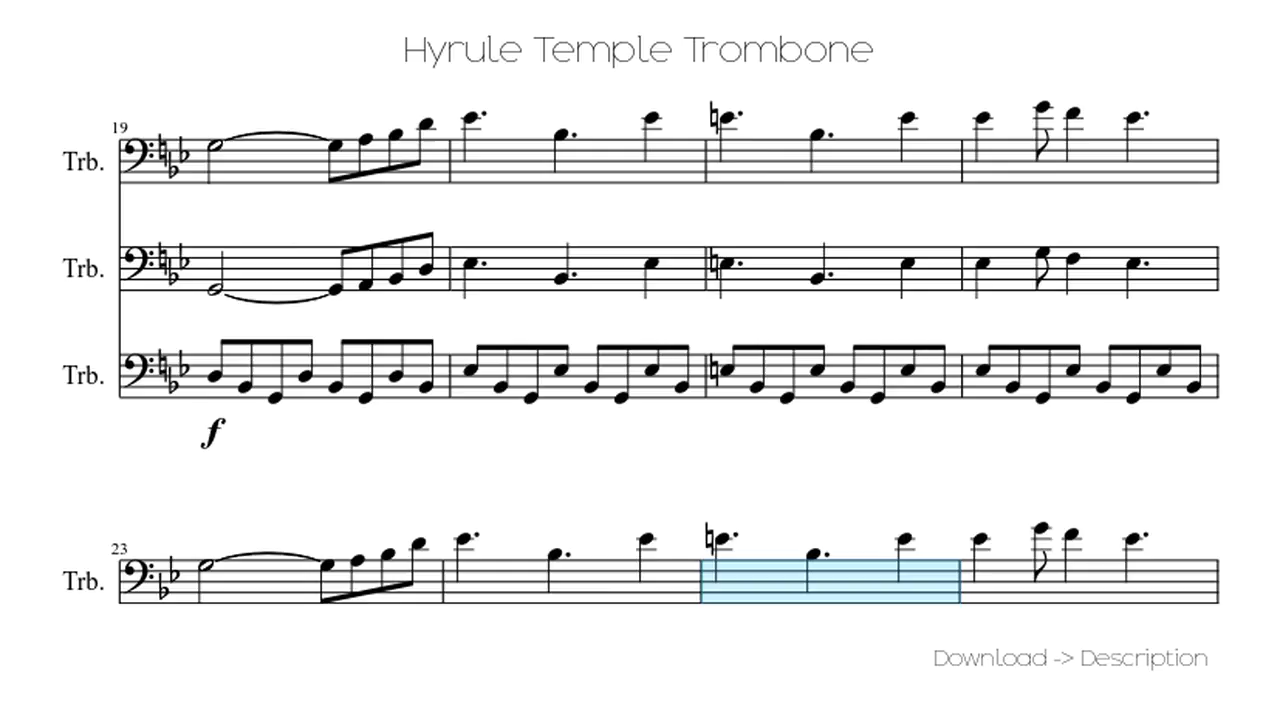 Hyrule Temple Trombone
19
Trb.
Trb.
Trb.
f
23
Trb.
Download -> Description